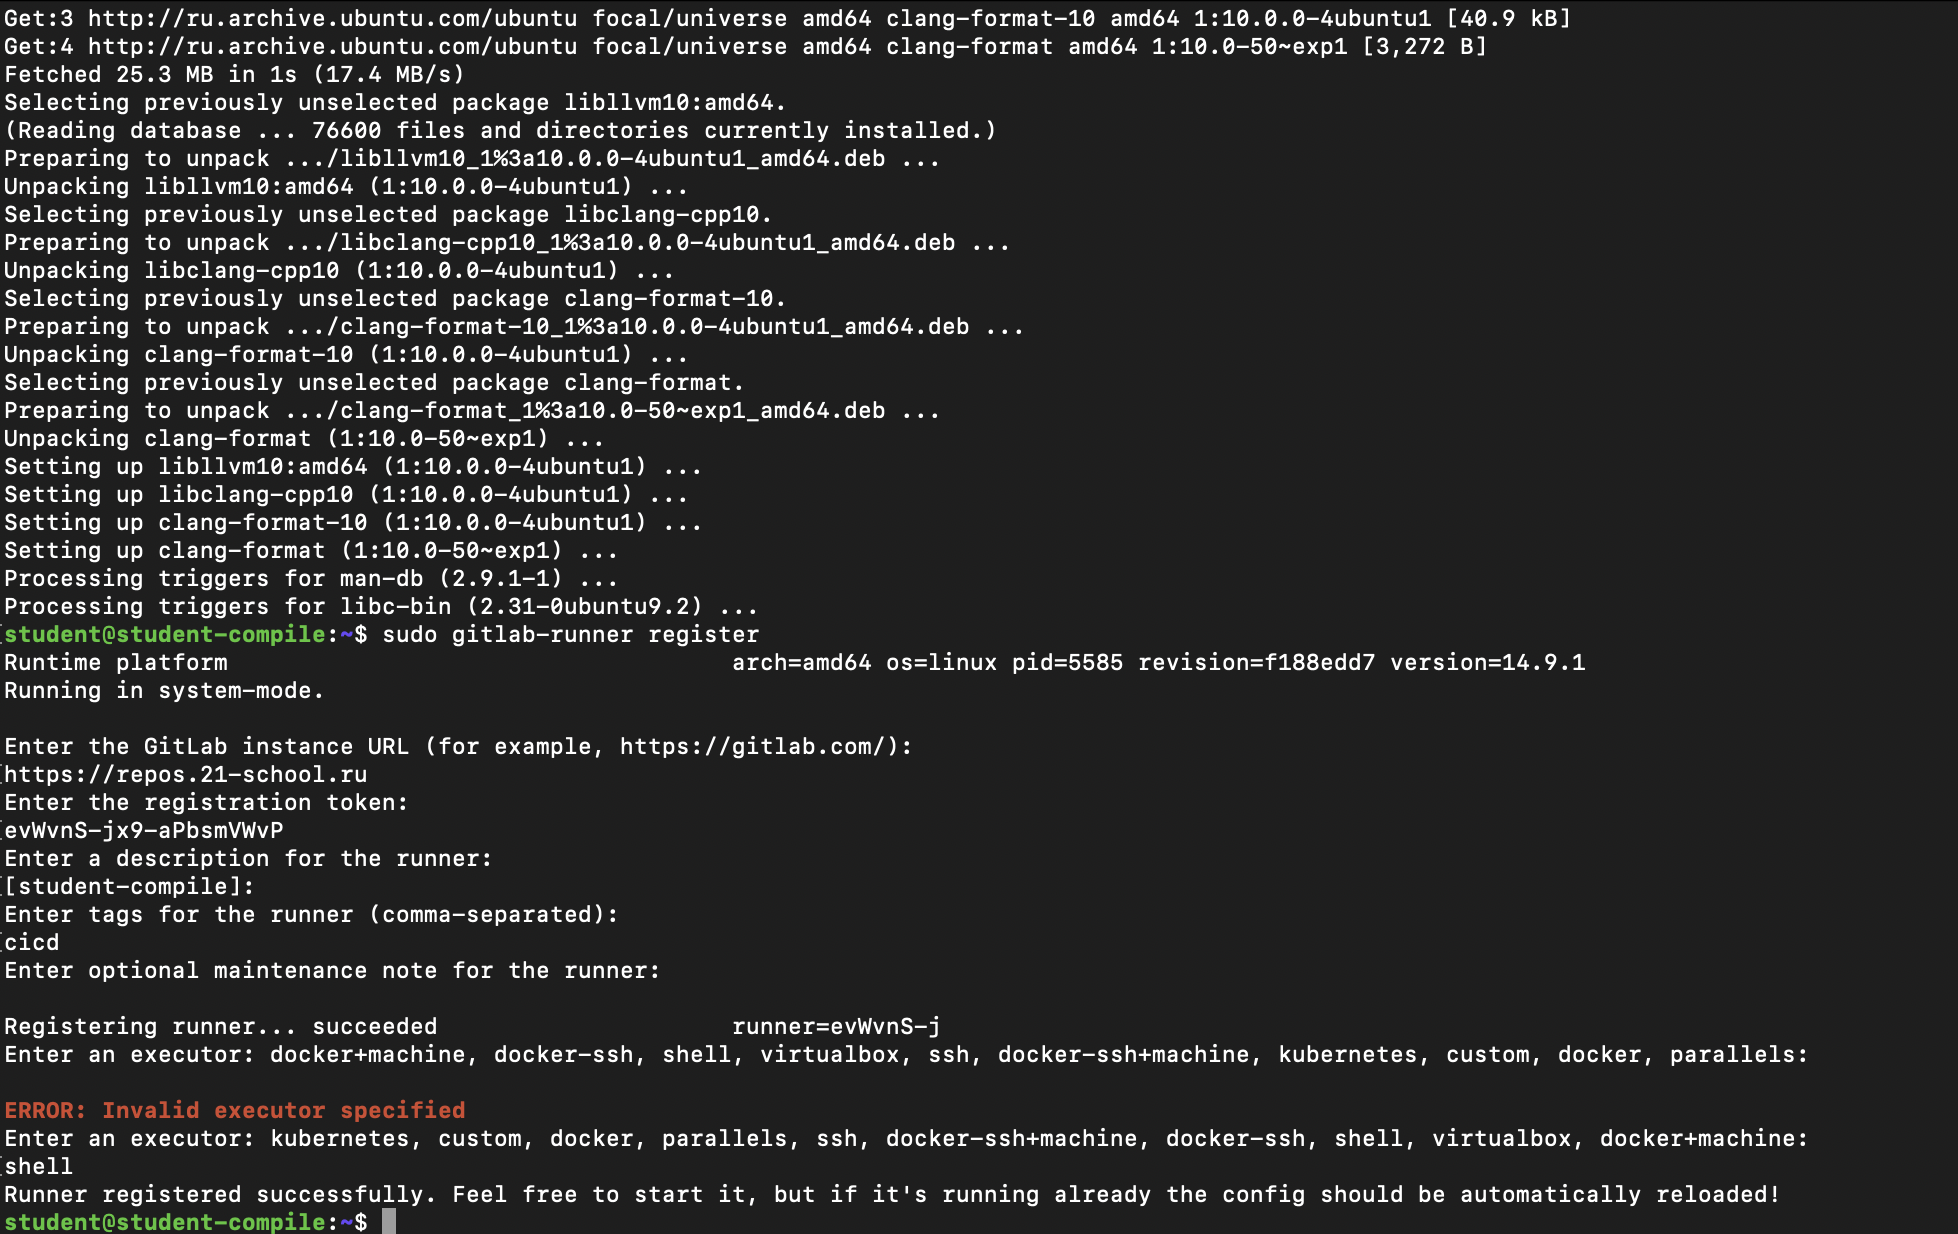 Get:3 http://ru.archive.ubuntu.com/ubuntu focal/universe amd64 clang-format-10 amd64 1:10.0.0-4ubuntu1 [40.9 kB]
Get:4 http://ru.archive.ubuntu.com/ubuntu focal/universe amd64 clang-format amd64 1:10.0-50~exp1 [3,272 B]
Fetched 25.3 MB in 1s (17.4 MB/s)
Selecting previously unselected package libllvm10:amd64.
(Reading database ... 76600 files and directories currently installed.)
Preparing to unpack .../libllvm10_1%3a10.0.0-4ubuntu1_amd64.deb ...
Unpacking libllvm10:amd64 (1:10.0.0-4ubuntu1) ...
Selecting previously unselected package libclang-cpp10.
Preparing to unpack .../libclang-cpp10_1%3a10.0.0-4ubuntu1_amd64.deb ...
Unpacking libclang-cpp10 (1:10.0.0-4ubuntu1) ...
Selecting previously unselected package clang-format-10.
Preparing to unpack .../clang-format-10_1%3a10.0.0-4ubuntu1_amd64.deb ...
Unpacking clang-format-10 (1:10.0.0-4ubuntu1) ...
Selecting previously unselected package clang-format.
Preparing to unpack .../clang-format_1%3a10.0-50~exp1_amd64.deb ...
Unpacking clang-format (1:10.0-50~exp1) ...
Setting up libllvm10:amd64 (1:10.0.0-4ubuntu1) ...
Setting up libclang-cpp10 (1:10.0.0-4ubuntu1) ...
Setting up clang-format-10 (1:10.0.0-4ubuntu1) ...
Setting up clang-format (1:10.0-50~exp1) ...
Processing triggers for man-db (2.9.1-1) ...
Processing triggers for libc-bin (2.31-0ubuntu9.2) ...
student@student-compile:~$ sudo gitlab-runner register
Runtime platform                                    arch=amd64 os=linux pid=5585 revision=f188edd7 version=14.9.1
Running in system-mode.
Enter the GitLab instance URL (for example, https://gitlab.com/):
https://repos.21-school.ru
Enter the registration token:
evWvnS-jx9-aPbsmVWvP
Enter a description for the runner:
[student-compile]:
Enter tags for the runner (comma-separated):
cicd
Enter optional maintenance note for the runner:
Registering runner... succeeded                     runner=evWvnS-j
Enter an executor: docker+machine, docker-ssh, shell, virtualbox, ssh, docker-ssh+machine, kubernetes, custom, docker, parallels:
ERROR: Invalid executor specified
Enter an executor: kubernetes, custom, docker, parallels, ssh, docker-ssh+machine, docker-ssh, shell, virtualbox, docker+machine:
shell
Runner registered successfully. Feel free to start it, but if it's running already the config should be automatically reloaded!
student@student-compile:~$